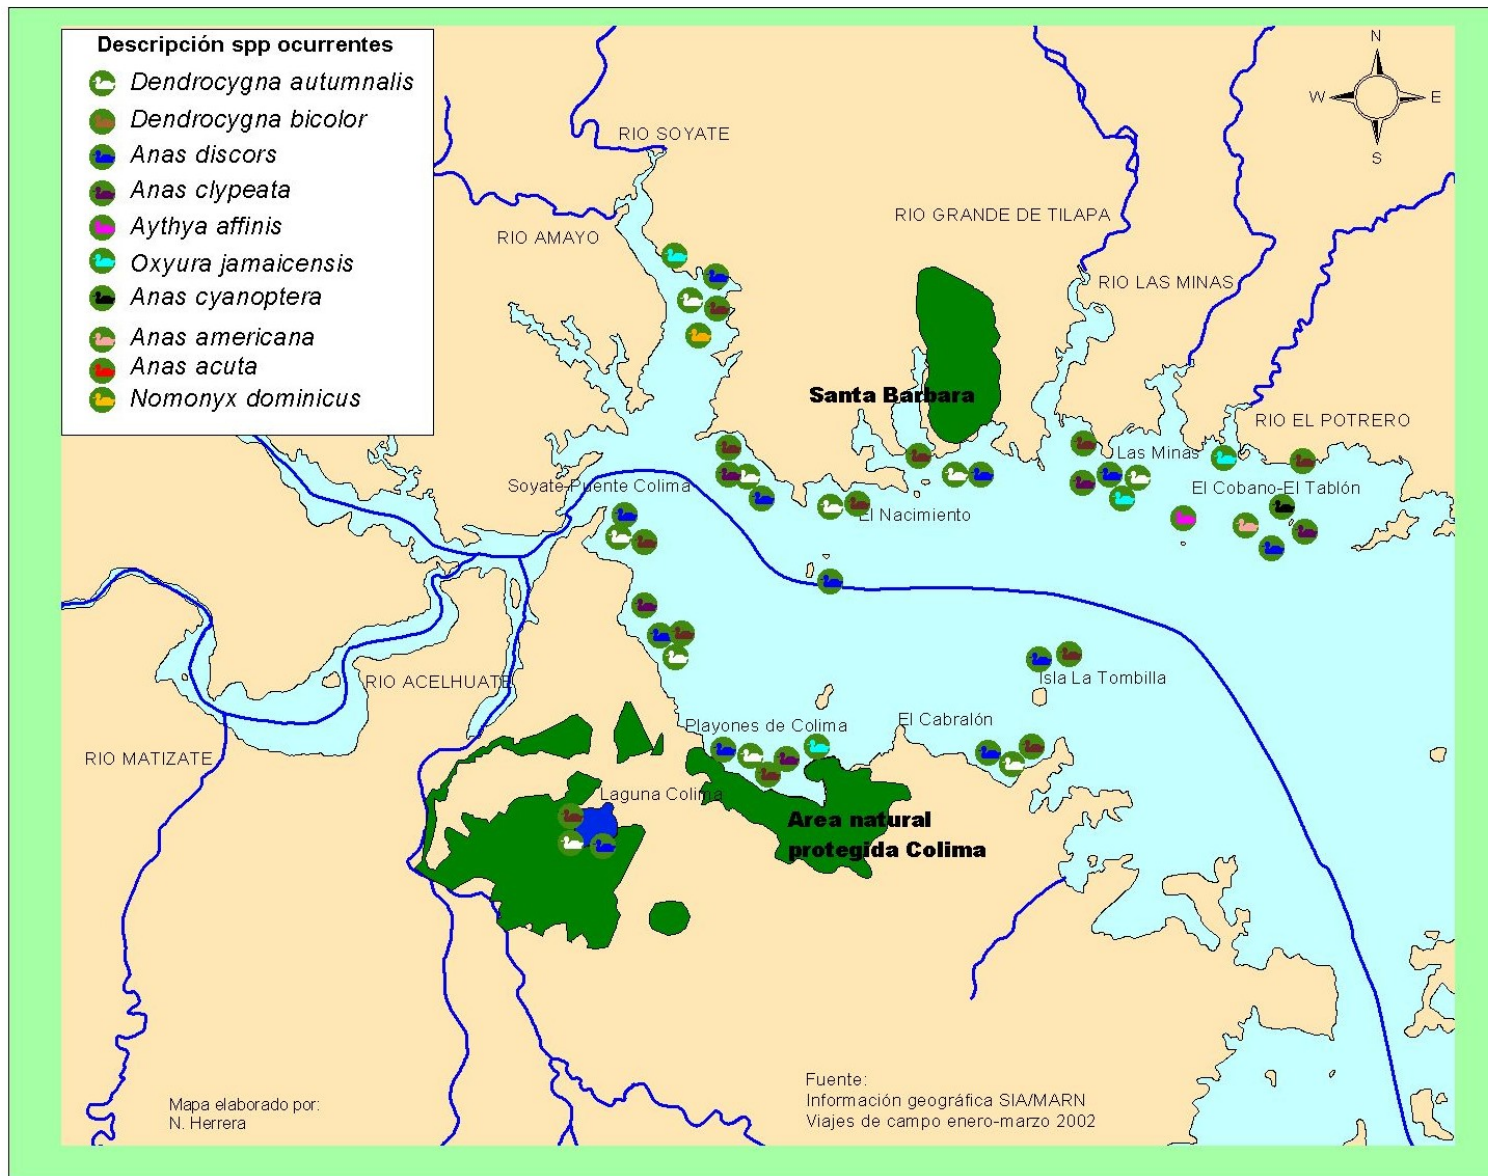 Descripción spp ocurrentes
Dendrocygna autumnalis
Dendrocygna bicolor
Anas discors
Anas clypeata
Aythya affinis
Oxyura jamaicensis
Anas cyanoptera
Anas americana
Anas acuta
Nomonyx dominicus
N
W E
S
RIO SOYATE
RIO AMAYO
RIO GRANDE DE TILAPA
RIO LAS MINAS
Santa Barbara
RIO EL POTRERO
Las Minas
Soyate-Puente Colima
El Cobano-El Tablón
El Nacimiento
RIO ACELHUATE
Isla La Tombilla
Playones de Colima
El Cabralón
RIO MATIZATE
Laguna Colima
Area natural
protegida Colima
Fuente:
Información geográfica SIA/MARN
Viajes de campo enero-marzo 2002
Mapa elaborado por:
N. Herrera